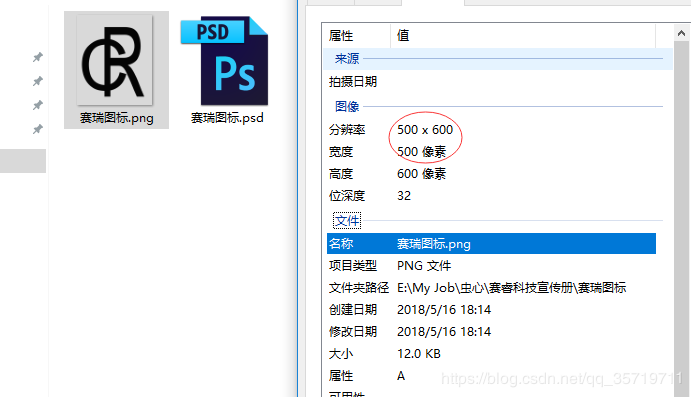 CR
赛瑞图标.png
PSD
Ps
赛瑞图标.psd
属性 值
来源
拍摄日期
图像
分辨率 500 x 600
宽度 500 像素
高度 600 像素
位深度 32
文件
名称 赛瑞图标.png
项目类型 PNG 文件
文件夹路径 E:\My Job\虫心\赛睿科技宣传册\赛瑞图标
创建日期 2018/5/16 18:14
修改日期 2018/5/16 18:14
大小 12.0 KB
属性 A
https://blog.csdn.net/qq_35719711